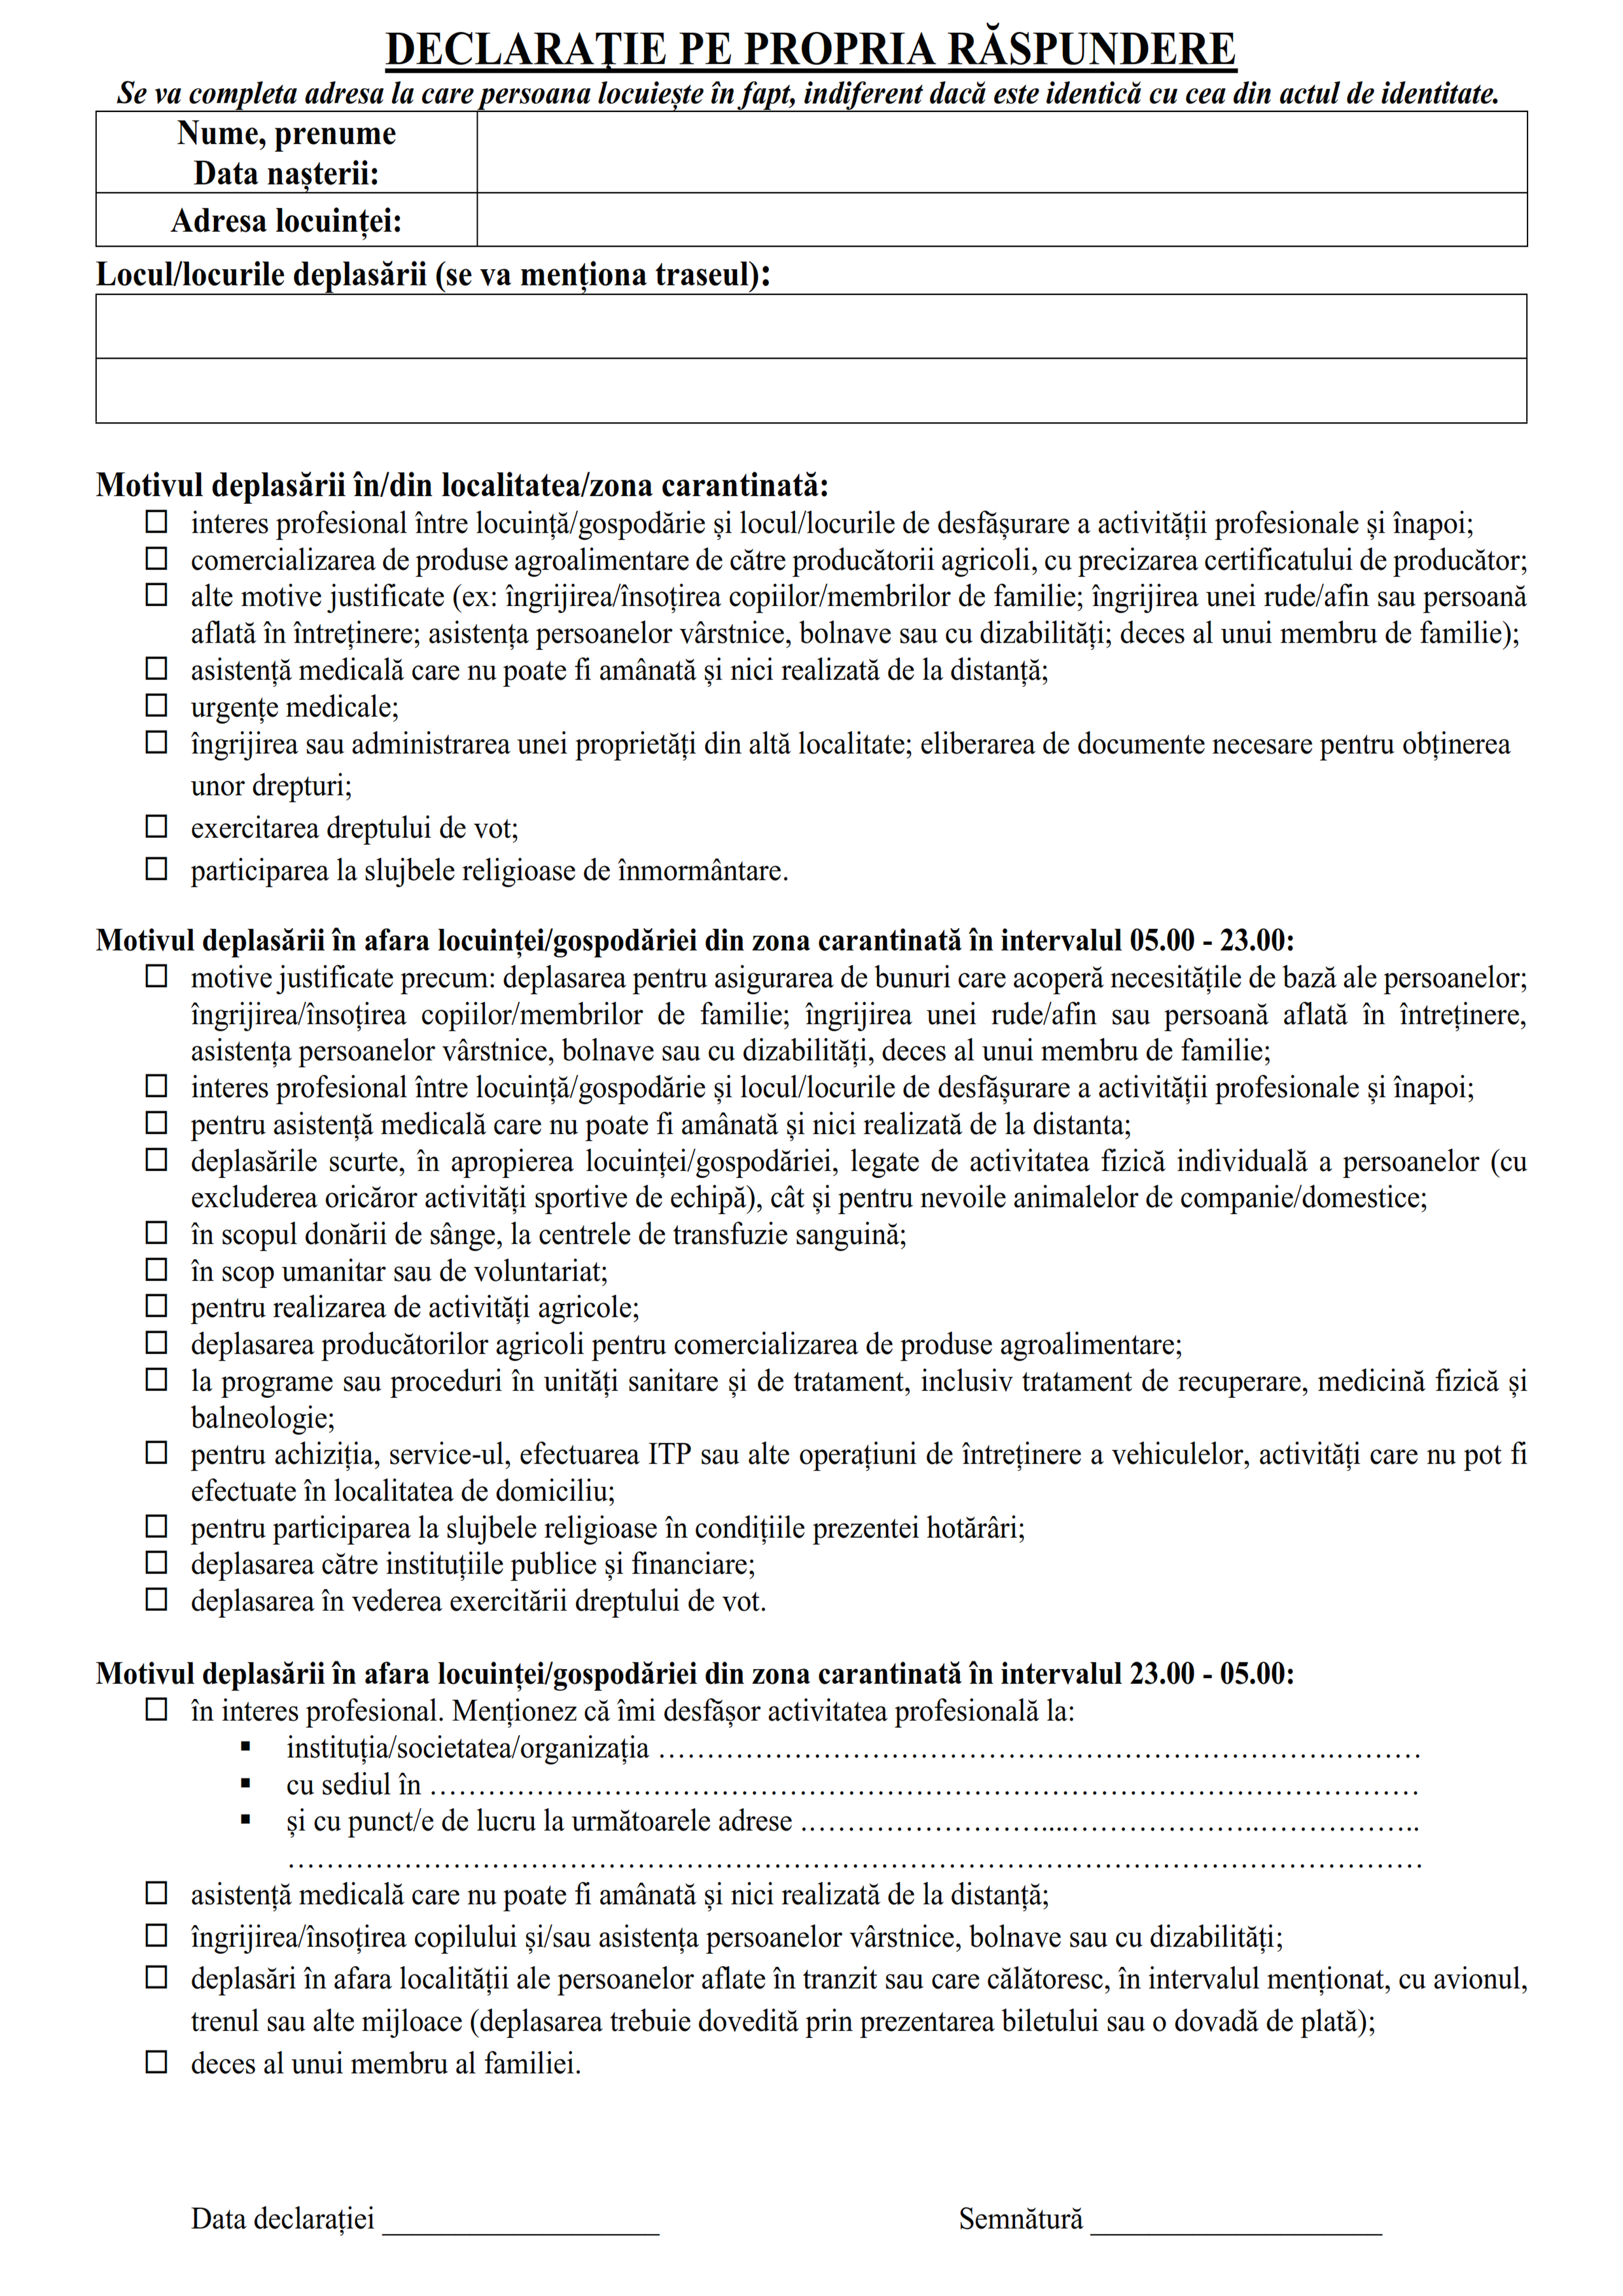 DECLARAȚIE PE PROPRIA RĂSPUNDERE
Se va completa adresa la care persoana locuiește în fapt, indiferent dacă este identică cu cea din actul de identitate.
Nume, prenume
Data nașterii:
Adresa locuinței:
Locul/locurile deplasării (se va menționa traseul):
Motivul deplasării în/din localitatea/zona carantinată:
☐ interes profesional între locuință/gospodărie și locul/locurile de desfășurare a activității profesionale și înapoi;
☐ comercializarea de produse agroalimentare de către producătorii agricoli, cu precizarea certificatului de producător;
☐ alte motive justificate (ex: îngrijirea/însoțirea copiilor/membrilor de familie; îngrijirea unei rude/afin sau persoană
aflată în întreținere; asistența persoanelor vârstnice, bolnave sau cu dizabilități; deces al unui membru de familie);
☐ asistență medicală care nu poate fi amânată și nici realizată de la distanță;
☐ urgențe medicale;
☐ îngrijirea sau administrarea unei proprietăți din altă localitate; eliberarea de documente necesare pentru obținerea
unor drepturi;
☐ exercitarea dreptului de vot;
☐ participarea la slujbele religioase de înmormântare.
Motivul deplasării în afara locuinței/gospodăriei din zona carantinată în intervalul 05.00 - 23.00:
☐ motive justificate precum: deplasarea pentru asigurarea de bunuri care acoperă necesitățile de bază ale persoanelor;
îngrijirea/însoțirea copiilor/membrilor de familie; îngrijirea unei rude/afin sau persoană aflată în întreținere,
asistența persoanelor vârstnice, bolnave sau cu dizabilități, deces al unui membru de familie;
☐ interes profesional între locuință/gospodărie și locul/locurile de desfășurare a activității profesionale și înapoi;
☐ pentru asistență medicală care nu poate fi amânată și nici realizată de la distanta;
☐ deplasările scurte, în apropierea locuinței/gospodăriei, legate de activitatea fizică individuală a persoanelor (cu
excluderea oricăror activități sportive de echipă), cât și pentru nevoile animalelor de companie/domestice;
☐ în scopul donării de sânge, la centrele de transfuzie sanguină;
☐ în scop umanitar sau de voluntariat;
☐ pentru realizarea de activități agricole;
☐ deplasarea producătorilor agricoli pentru comercializarea de produse agroalimentare;
☐ la programe sau proceduri în unități sanitare și de tratament, inclusiv tratament de recuperare, medicină fizică și
balneologie;
☐ pentru achiziția, service-ul, efectuarea ITP sau alte operațiuni de întreținere a vehiculelor, activități care nu pot fi
efectuate în localitatea de domiciliu;
☐ pentru participarea la slujbele religioase în condițiile prezentei hotărâri;
☐ deplasarea către instituțiile publice și financiare;
☐ deplasarea în vederea exercitării dreptului de vot.
Motivul deplasării în afara locuinței/gospodăriei din zona carantinată în intervalul 23.00 - 05.00:
☐ în interes profesional. Menționez că îmi desfășor activitatea profesională la:
▪ instituția/societatea/organizația ……………………………………………………………………
▪ cu sediul în …………………………………………………………………………………………
▪ și cu punct/e de lucru la următoarele adrese ……………………...………………..……………..
………………………………………………………………………………………………………
☐ asistență medicală care nu poate fi amânată și nici realizată de la distanță;
☐ îngrijirea/însoțirea copilului și/sau asistența persoanelor vârstnice, bolnave sau cu dizabilități;
☐ deplasări în afara localității ale persoanelor aflate în tranzit sau care călătoresc, în intervalul menționat, cu avionul,
trenul sau alte mijloace (deplasarea trebuie dovedită prin prezentarea biletului sau o dovadă de plată);
☐ deces al unui membru al familiei.
Data declarației __________________ Semnătură ___________________